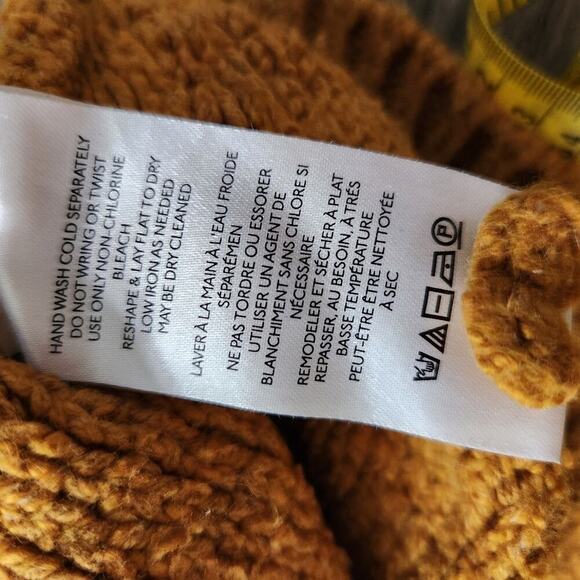 HAND WASH COLD SEPARATELY
DO NOT WRING OR TWIST
USE ONLY NON-CHLORINE
BLEACH
RESHAPE & LAY FLAT TO DRY
LOW IRONAS NEEDED
MAY BE DRY CLEANED
LAVER À LA MAIN À L'EAU FROIDE
SÉPARÉMEN
NE PAS TORDRE OU ESSORER
UTILISER UN AGENT DE
BLANCHIMENT SANS CHLORE SI
NÉCESSAIRE
REMODELER ET SÉCHER À PLAT
REPASSER, AU BESOIN, À TRÉS
BASSE TEMPÉRATURE
PEUT-ÊTRE ÊTRE NETTOYÉE
À SEC
P